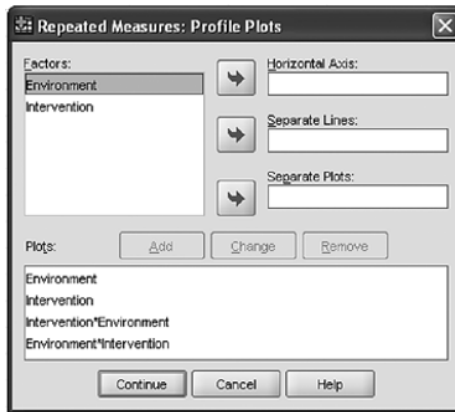 Repeated Measures: Profile Plots
Factors:
Environment
Intervention
Horizontal Axis:
Separate Lines:
Separate Plots:
Plots:
Add
Change
Remove
Environment
Intervention
Intervention*Environment
Environment*Intervention
Continue
Cancel
Help